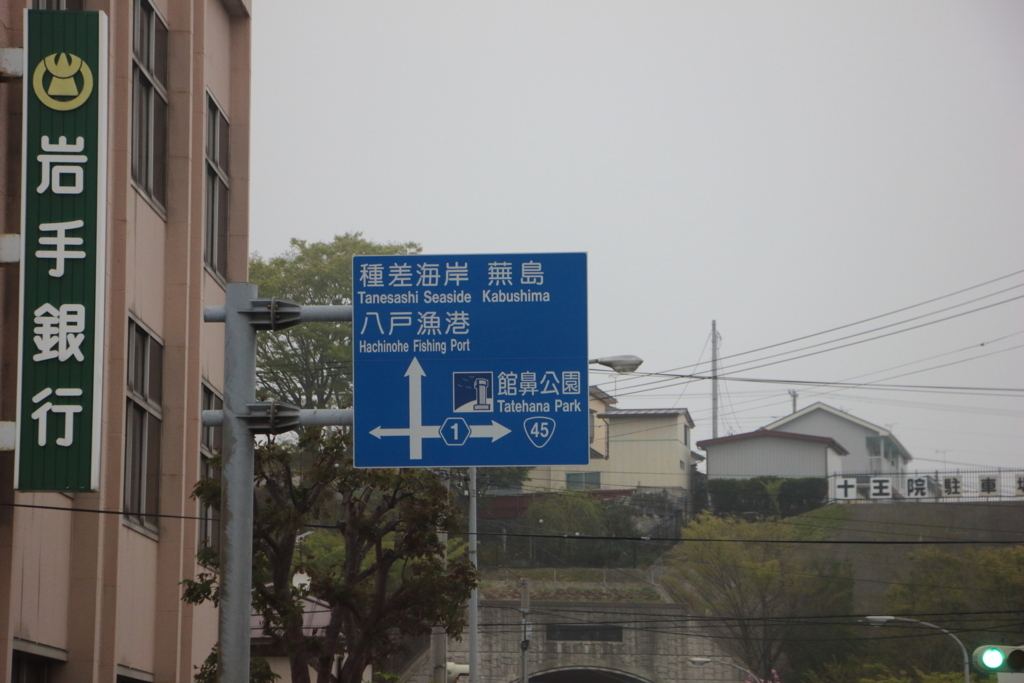 岩手銀行
種差海岸 蕪島
Tanesashi Seaside Kabushima
八戸漁港
Hachinohe Fishing Port
館鼻公園
Tatehana Park
1
45
十王院駐車場